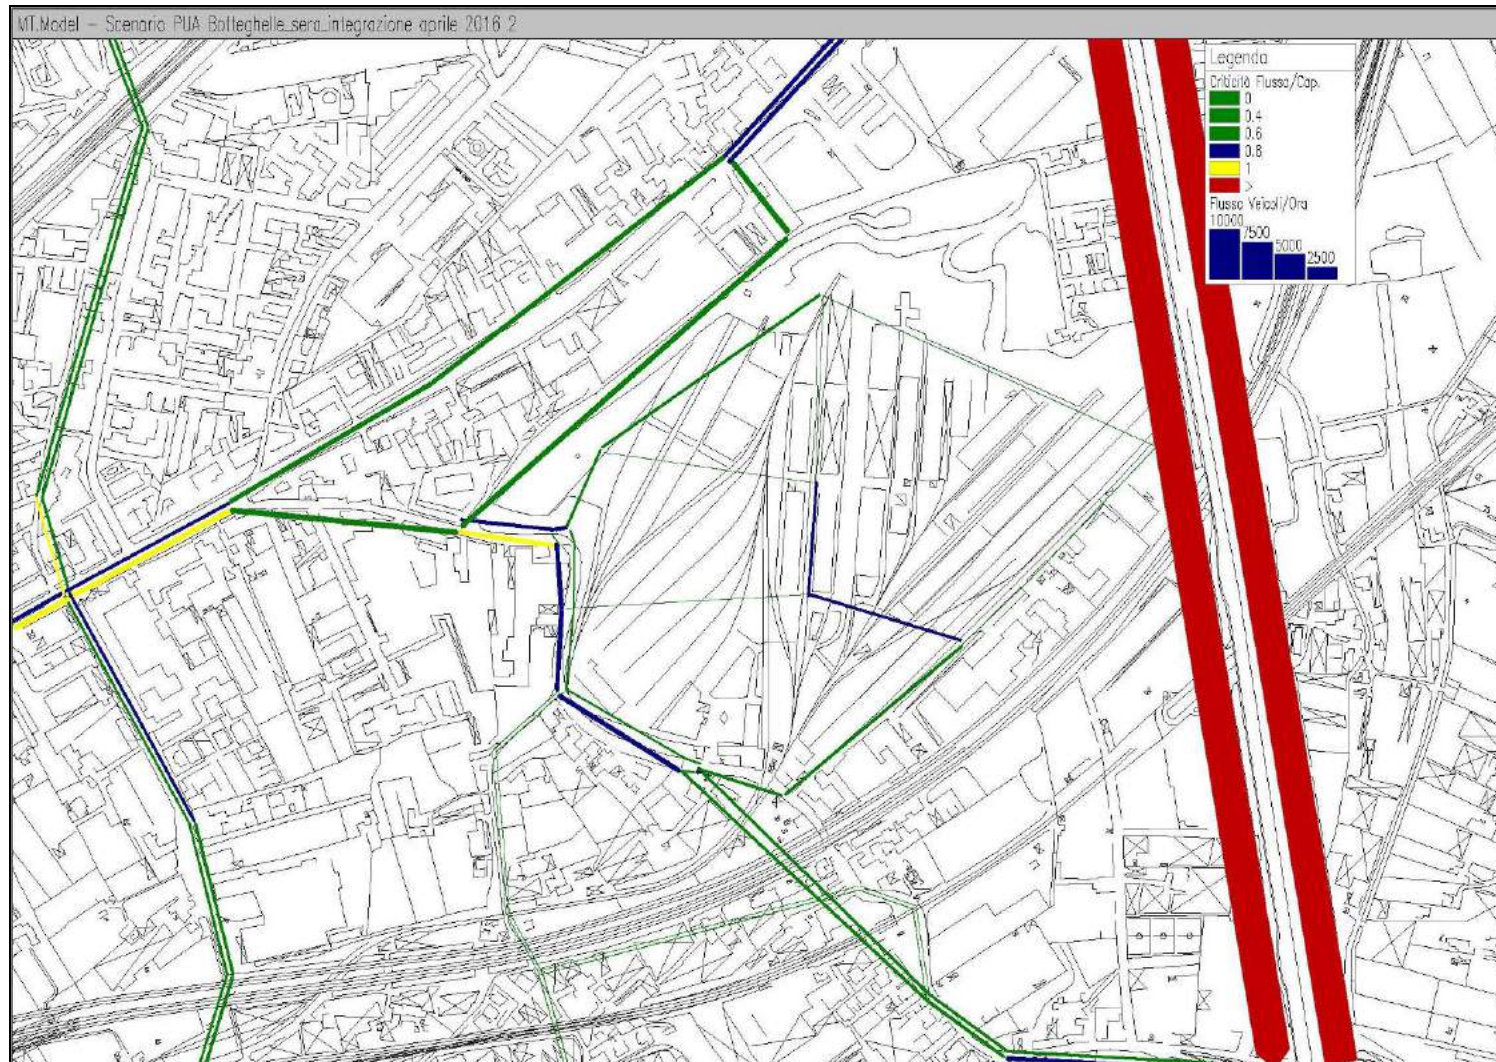 MT.Model - Scenario PUA Botteghelle_sera_integrazione aprile 2016 2
Legenda
Criticità Flusso/Cap.
0
0.4
0.6
0.8
1
>
Flusso Veicoli/Ora
10000
7500
5000
2500